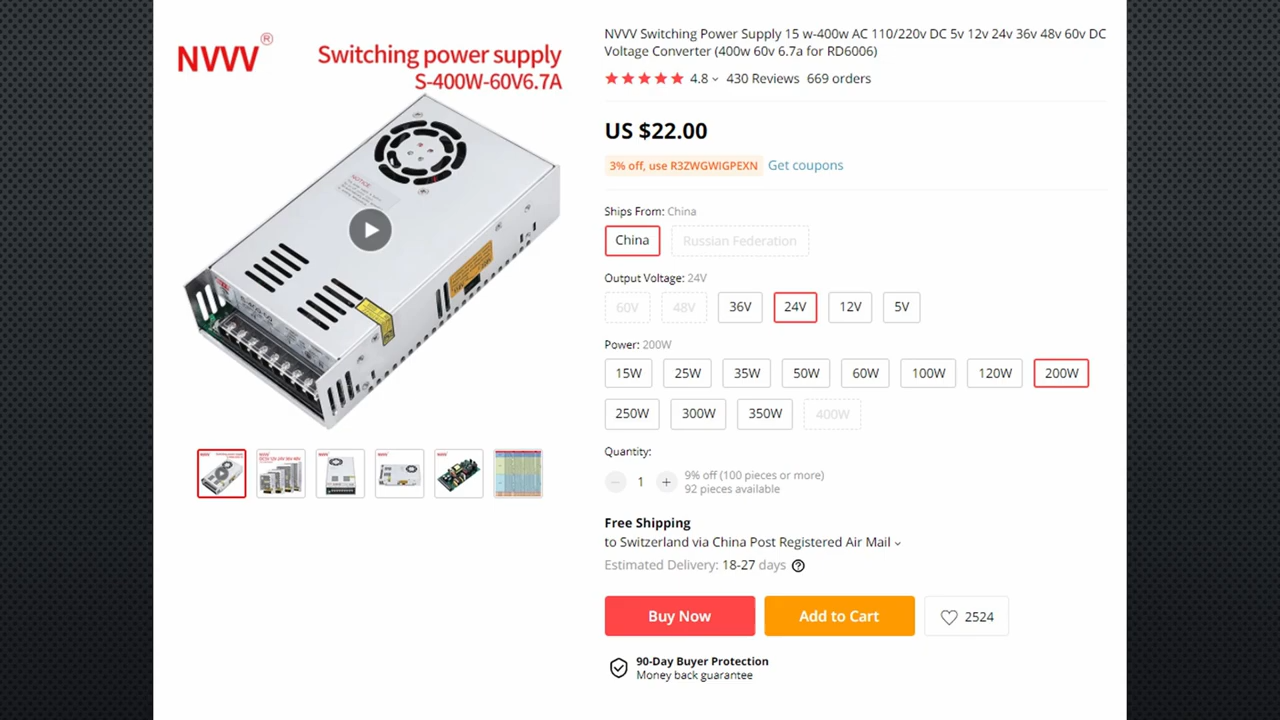 NVVV®
Switching power supply
S-400W-60V6.7A
NVVV Switching Power Supply 15 w-400w AC 110/220v DC 5v 12v 24v 36v 48v 60v DC
Voltage Converter (400w 60v 6.7a for RD6006)
4.8 430 Reviews 669 orders
US $22.00
3% off, use R3ZWGWIGPEXN Get coupons
Ships From: China
China Russian Federation
Output Voltage: 24V
60V 48V 36V 24V 12V 5V
Power: 200W
15W 25W 35W 50W 60W 100W 120W 200W
250W 300W 350W 400W
Quantity:
1 + 9% off (100 pieces or more)
92 pieces available
Free Shipping
to Switzerland via China Post Registered Air Mail
Estimated Delivery: 18-27 days ?
Buy Now Add to Cart 2524
90-Day Buyer Protection
Money back guarantee
NOTICE